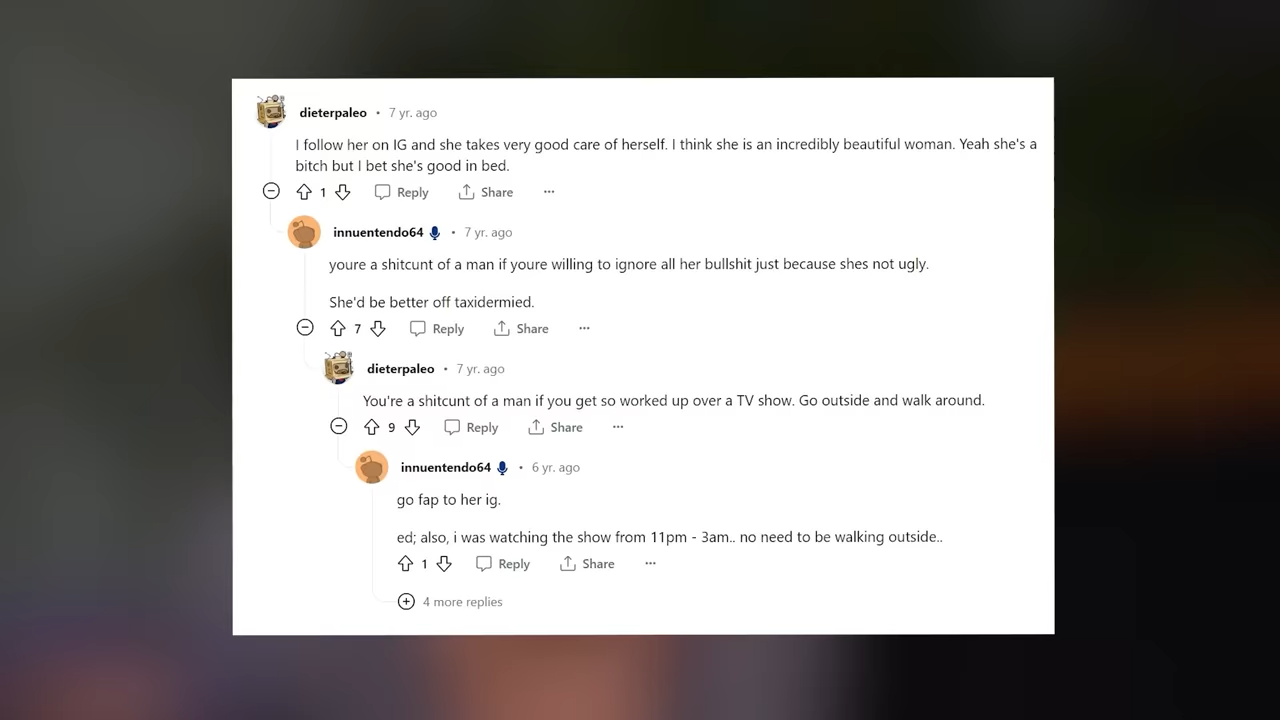 dieterpaleo • 7 yr. ago
I follow her on IG and she takes very good care of herself. I think she is an incredibly beautiful woman. Yeah she's a
bitch but I bet she's good in bed.
1 Reply Share ...
innuentendo64 • 7 yr. ago
youre a shitcunt of a man if youre willing to ignore all her bullshit just because shes not ugly.
She'd be better off taxidermied.
7 Reply Share ...
dieterpaleo • 7 yr. ago
You're a shitcunt of a man if you get so worked up over a TV show. Go outside and walk around.
9 Reply Share ...
innuentendo64 • 6 yr. ago
go fap to her ig.
ed; also, i was watching the show from 11pm - 3am.. no need to be walking outside..
1 Reply Share ...
4 more replies